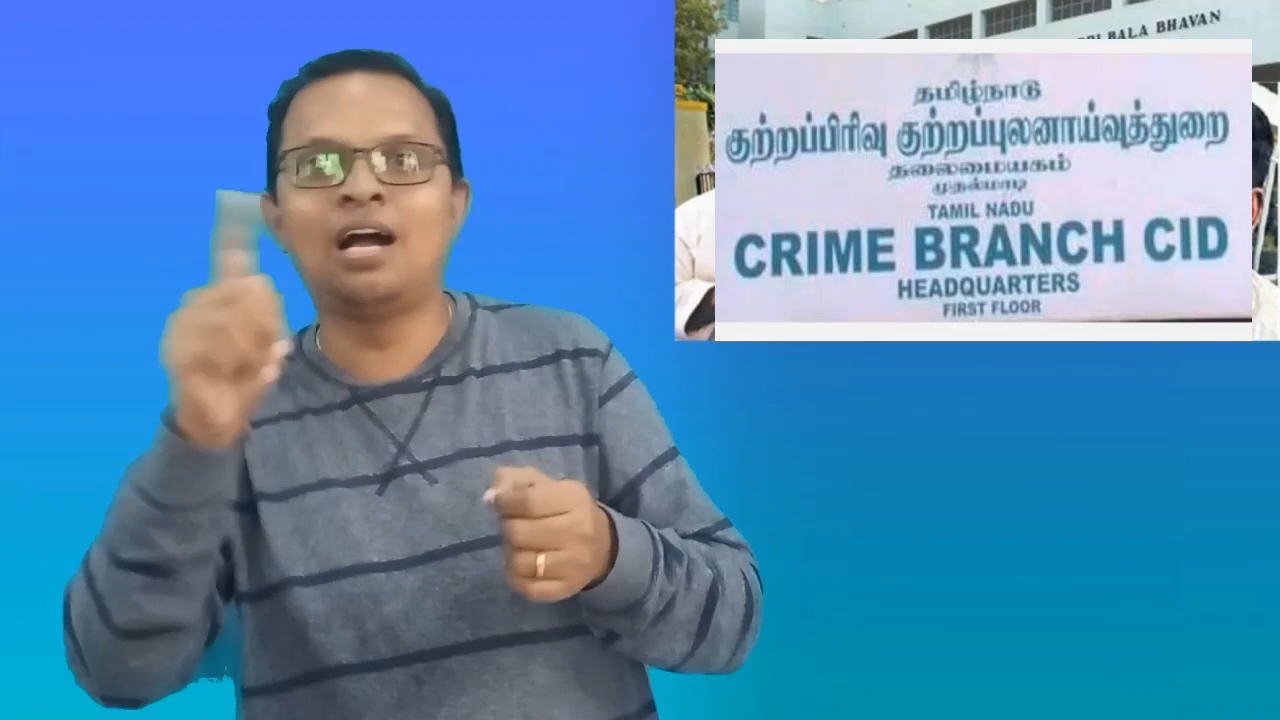 BALA BHAVAN
தமிழ்நாடு
குற்றப்பிரிவு குற்றப்புலனாய்வுத்துறை
தலைமையகம்
முதல்மாடி
TAMIL NADU
CRIME BRANCH CID
HEADQUARTERS
FIRST FLOOR